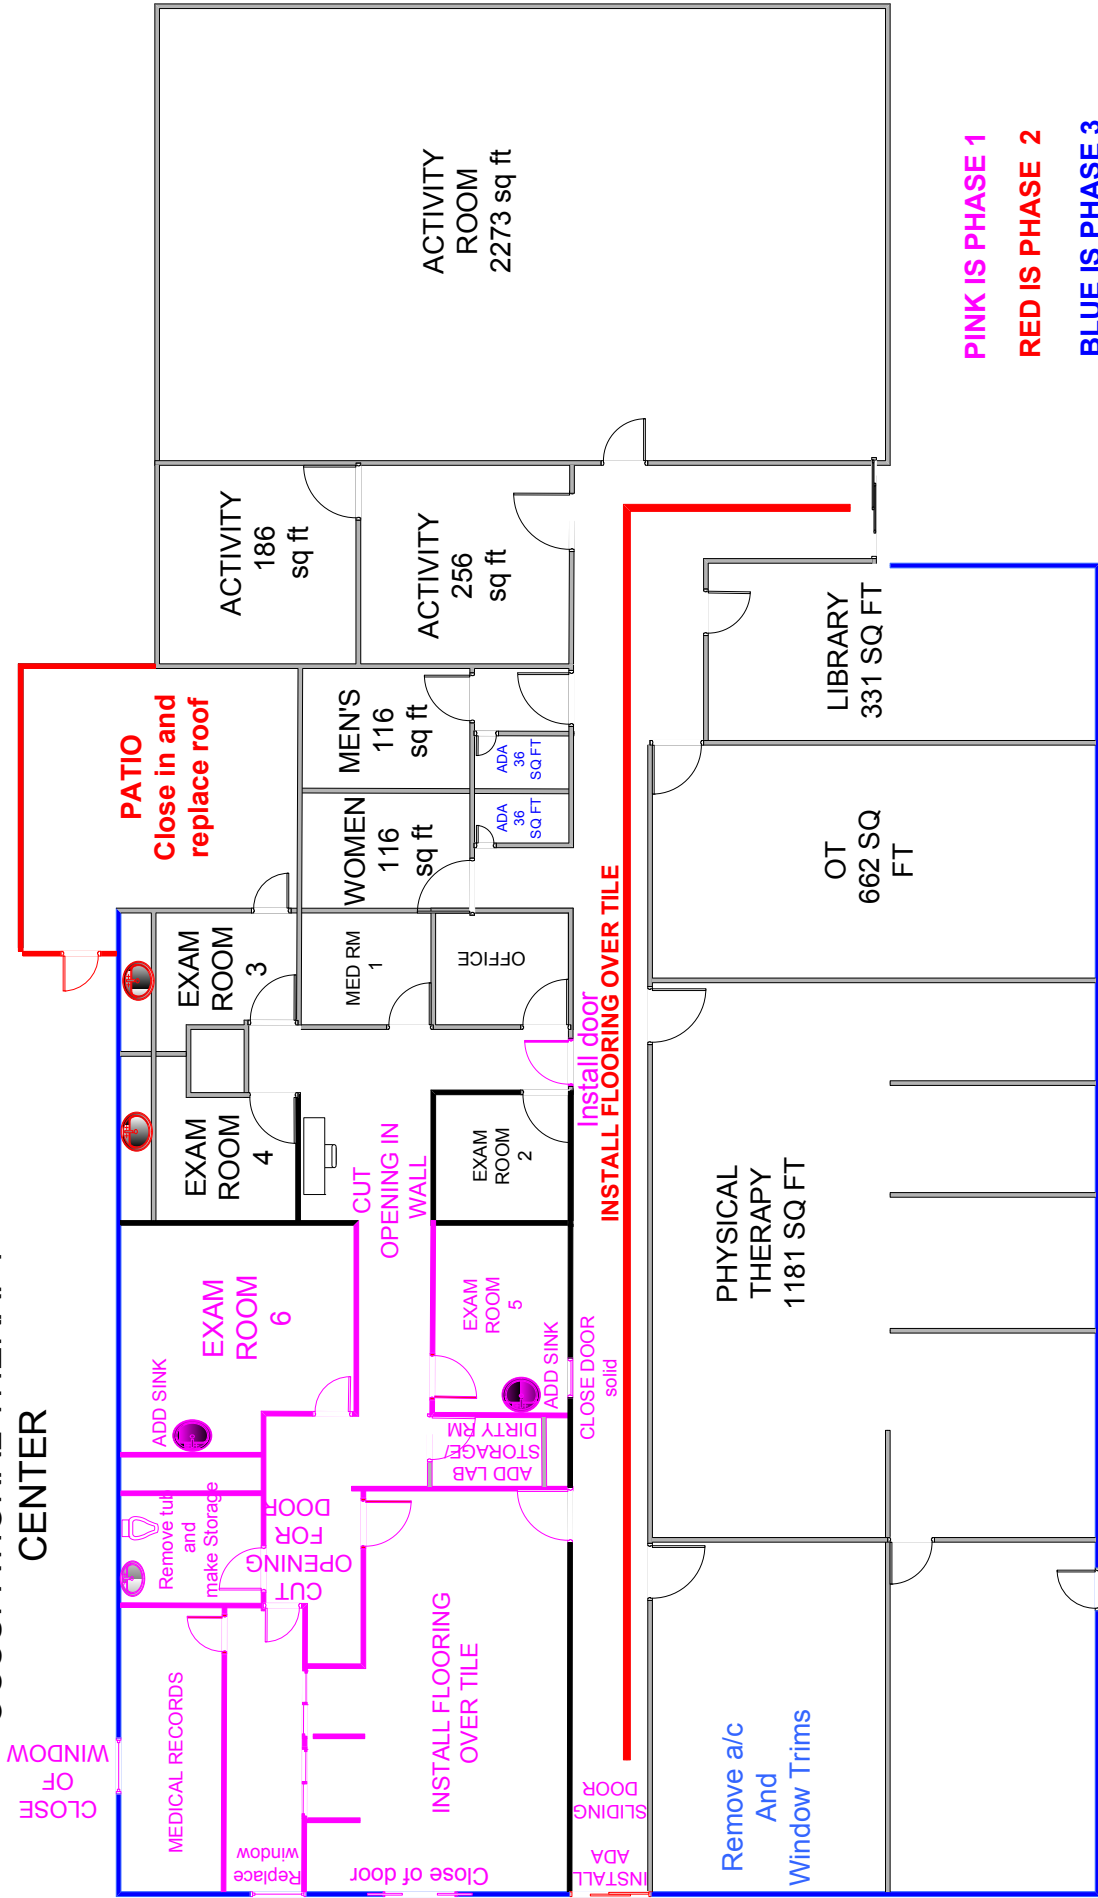 CENTER
ACTIVITY
ROOM
2273 sq ft
PINK IS PHASE 1
RED IS PHASE 2
BLUE IS PHASE 3
ACTIVITY
186
sq ft
ACTIVITY
256
sq ft
PATIO
Close in and
replace roof
MEN'S
116
sq ft
WOMEN
116
sq ft
ADA
36
SQ FT
ADA
36
SQ FT
LIBRARY
331 SQ FT
OT
662 SQ
FT
EXAM
ROOM
3
MED RM
1
OFFICE
Install door
INSTALL FLOORING OVER TILE
EXAM
ROOM
4
CUT
OPENING IN
WALL
EXAM
ROOM
2
PHYSICAL
THERAPY
1181 SQ FT
EXAM
ROOM
6
ADD SINK
EXAM
ROOM
5
ADD SINK
CLOSE DOOR
solid
ADD LAB
STORAGE/
DIRTY RM
Remove tub
and
make Storage
CUT
OPENING
FOR
DOOR
CLOSE
OF
WINDOW
MEDICAL RECORDS
Replace
window
INSTALL FLOORING
OVER TILE
Close of door
INSTALL
ADA
SLIDING
DOOR
Remove a/c
And
Window Trims